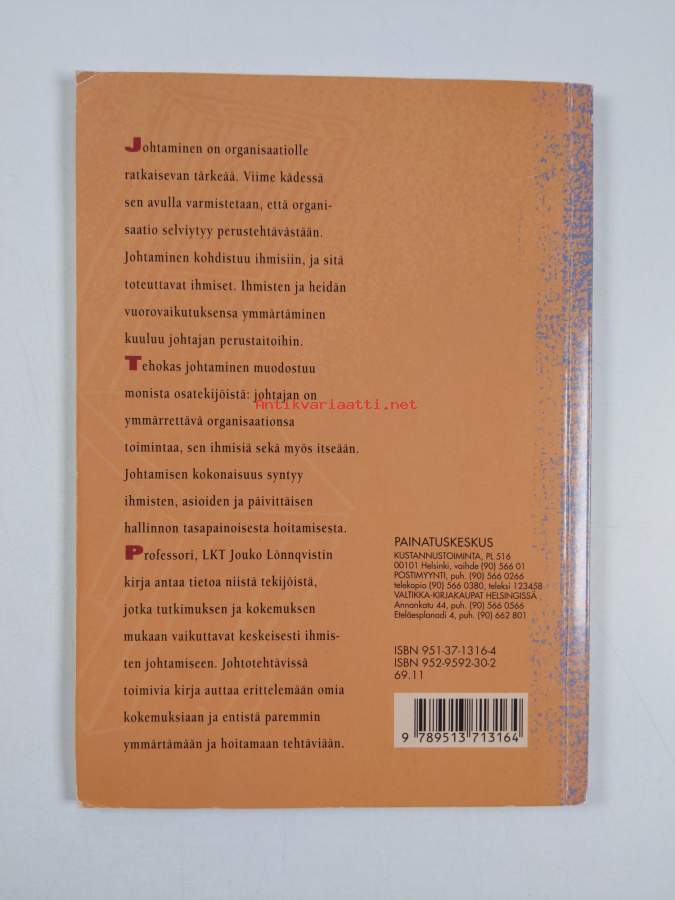 Johtaminen on organisaatiolle
ratkaisevan tärkeää. Viime kädessä
sen avulla varmistetaan, että organi-
saatio selviytyy perustehtävästään.
Johtaminen kohdistuu ihmisiin, ja sitä
toteuttavat ihmiset. Ihmisten ja heidän
vuorovaikutuksensa ymmärtäminen
kuuluu johtajan perustaitoihin.
Tehokas johtaminen muodostuu
monista osatekijöistä: johtajan on
Antikvariaatti.net
ymmärrettävä organisaationsa
toimintaa, sen ihmisiä sekä myös itseään.
Johtamisen kokonaisuus syntyy
ihmisten, asioiden ja päivittäisen
hallinnon tasapainoisesta hoitamisesta.
Professori, LKT Jouko Lönnqvistin
kirja antaa tietoa niistä tekijöistä,
jotka tutkimuksen ja kokemuksen
mukaan vaikuttavat keskeisesti ihmis-
ten johtamiseen. Johtotehtävissä
toimivia kirja auttaa erittelemään omia
kokemuksiaan ja entistä paremmin
ymmärtämään ja hoitamaan tehtäviään.
PAINATUSKESKUS
KUSTANNUSTOIMINTA, PL 516
00101 Helsinki, vaihde (90) 566 01
POSTIMYYNTI, puh. (90) 566 0266
telekopio (90) 566 0380, teleksi 123458
VALTIKKA-KIRJAKAUPAT HELSINGISSÄ
Annankatu 44, puh. (90) 566 0566
Eteläesplanadi 4, puh. (90) 662 801
ISBN 951-37-1316-4
ISBN 952-9592-30-2
69.11
9 789513 713164